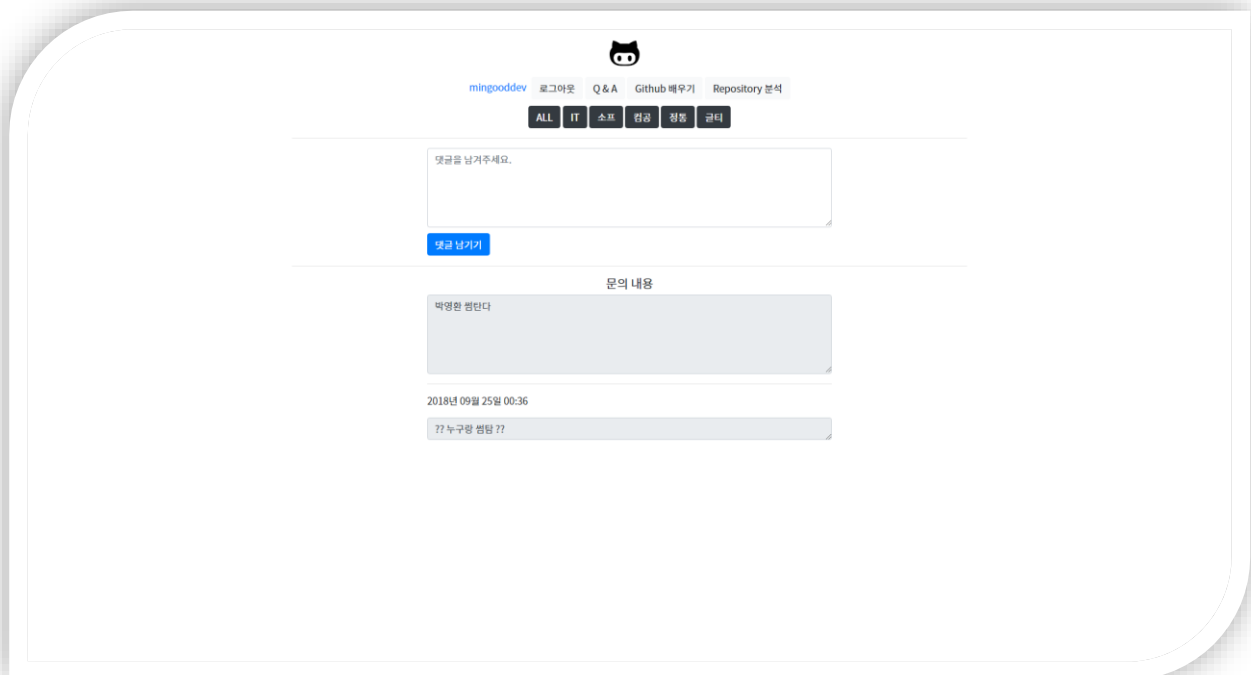 mingooddev 로그아웃 Q & A Github 배우기 Repository 분석
ALL IT 소프 컴공 정통 글티
댓글을 남겨주세요.
댓글 남기기
문의 내용
박영환 썸탄다
2018년 09월 25일 00:36
?? 누구랑 썸탐 ??